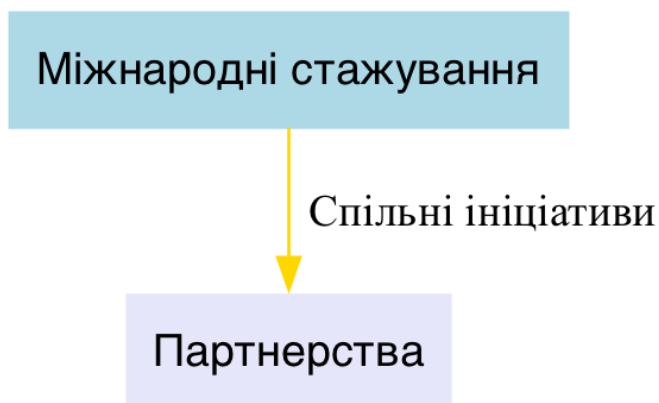 Міжнародні стажування
Спільні ініціативи
Партнерства